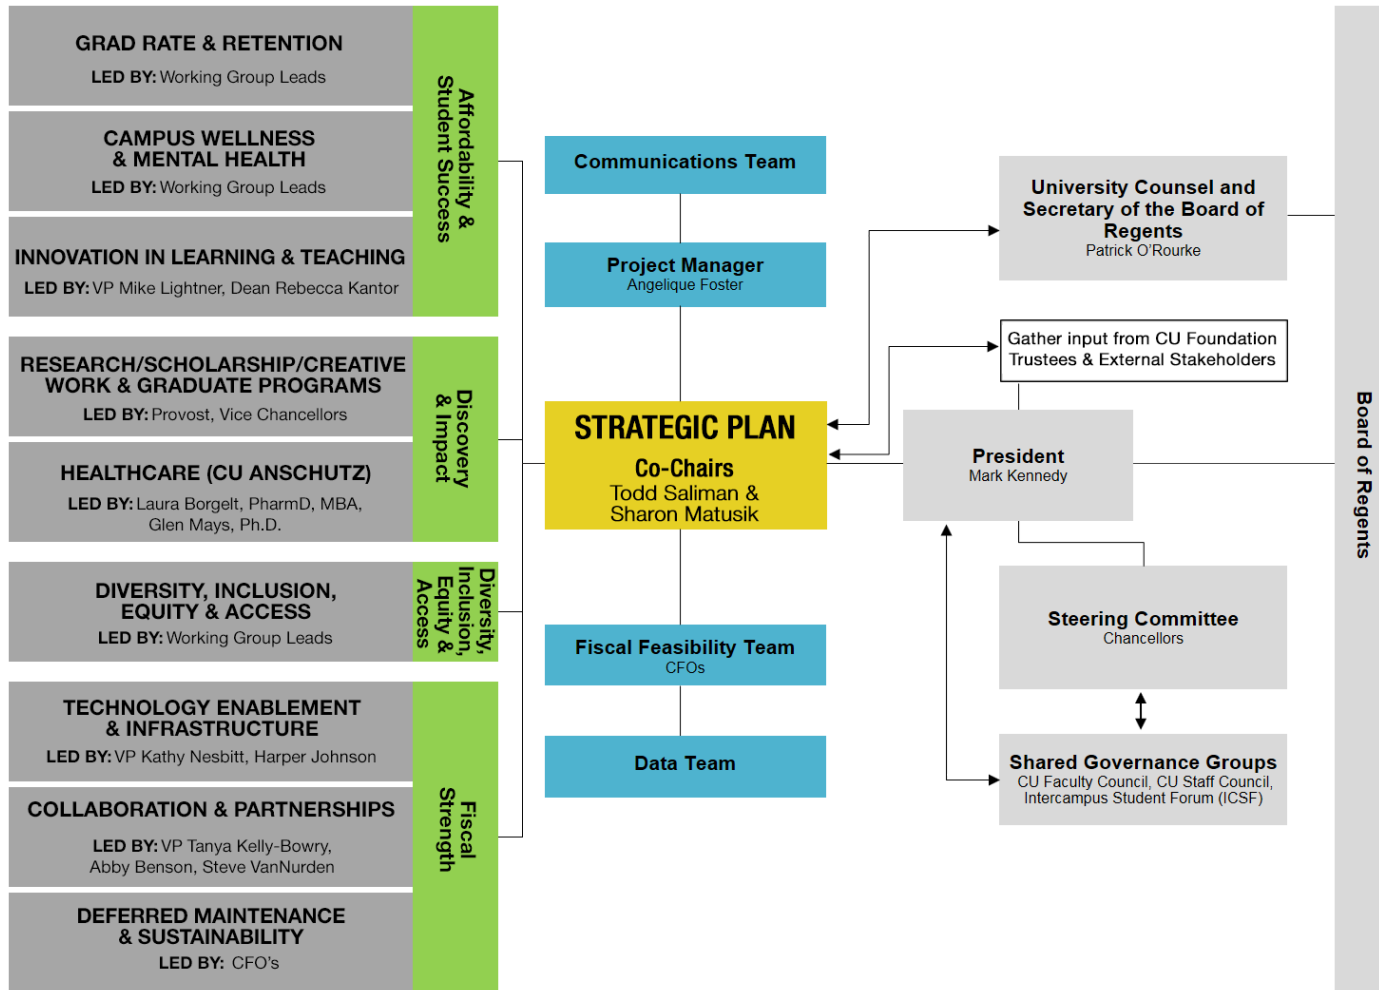 GRAD RATE & RETENTION
LED BY: Working Group Leads
CAMPUS WELLNESS
& MENTAL HEALTH
LED BY: Working Group Leads
INNOVATION IN LEARNING & TEACHING
LED BY: VP Mike Lightner, Dean Rebecca Kantor
Affordability &
Student Success
RESEARCH/SCHOLARSHIP/CREATIVE
WORK & GRADUATE PROGRAMS
LED BY: Provost, Vice Chancellors
HEALTHCARE (CU ANSCHUTZ)
LED BY: Laura Borgelt, PharmD, MBA,
Glen Mays, Ph.D.
Discovery
& Impact
DIVERSITY, INCLUSION,
EQUITY & ACCESS
LED BY: Working Group Leads
Diversity,
Inclusion,
Equity &
Access
TECHNOLOGY ENABLEMENT
& INFRASTRUCTURE
LED BY: VP Kathy Nesbitt, Harper Johnson
COLLABORATION & PARTNERSHIPS
LED BY: VP Tanya Kelly-Bowry,
Abby Benson, Steve VanNurden
DEFERRED MAINTENANCE
& SUSTAINABILITY
LED BY: CFO's
Fiscal
Strength
Communications Team
Project Manager
Angelique Foster
STRATEGIC PLAN
Co-Chairs
Todd Saliman &
Sharon Matusik
Fiscal Feasibility Team
CFOs
Data Team
University Counsel and
Secretary of the Board of
Regents
Patrick O'Rourke
Gather input from CU Foundation
Trustees & External Stakeholders
President
Mark Kennedy
Steering Committee
Chancellors
Shared Governance Groups
CU Faculty Council, CU Staff Council,
Intercampus Student Forum (ICSF)
Board of Regents